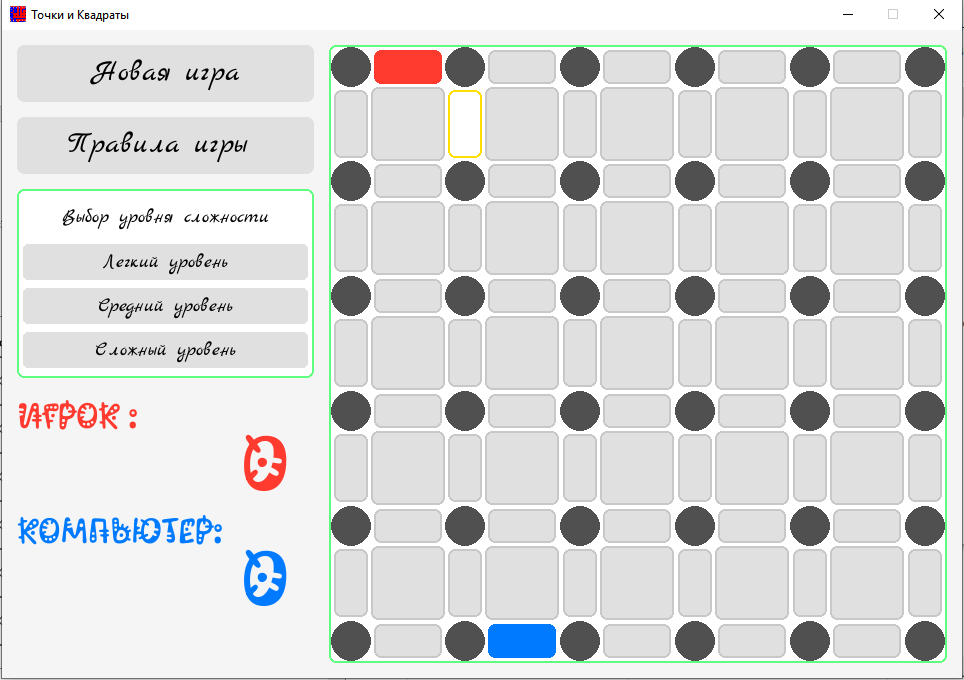 Точки и Квадраты
Новая игра
Правила игры
Выбор уровня сложности
Легкий уровень
Средний уровень
Сложный уровень
ИГРОК :
0
КОМПЬЮТЕР:
0